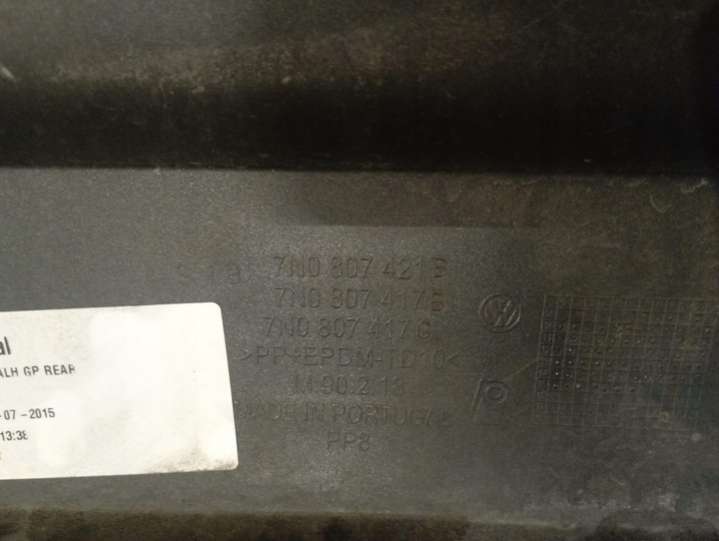 7N0 807 421 B
7N0 807 417 B
7N0 807 417 G
>PP+EPDM-TD10<
MADE IN PORTUGA
PP8
al
ALH GP REAR
-07-2015
13:38